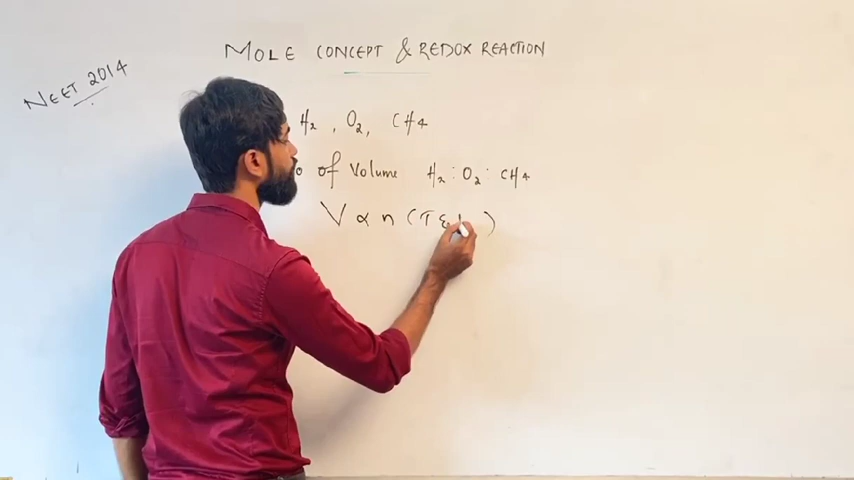 MOLE CONCEPT & REDOX REACTION
NEET 2014
H₂ , O₂, CH₄
of Volume H₂ : O₂ : CH₄
V ∝ n (T &